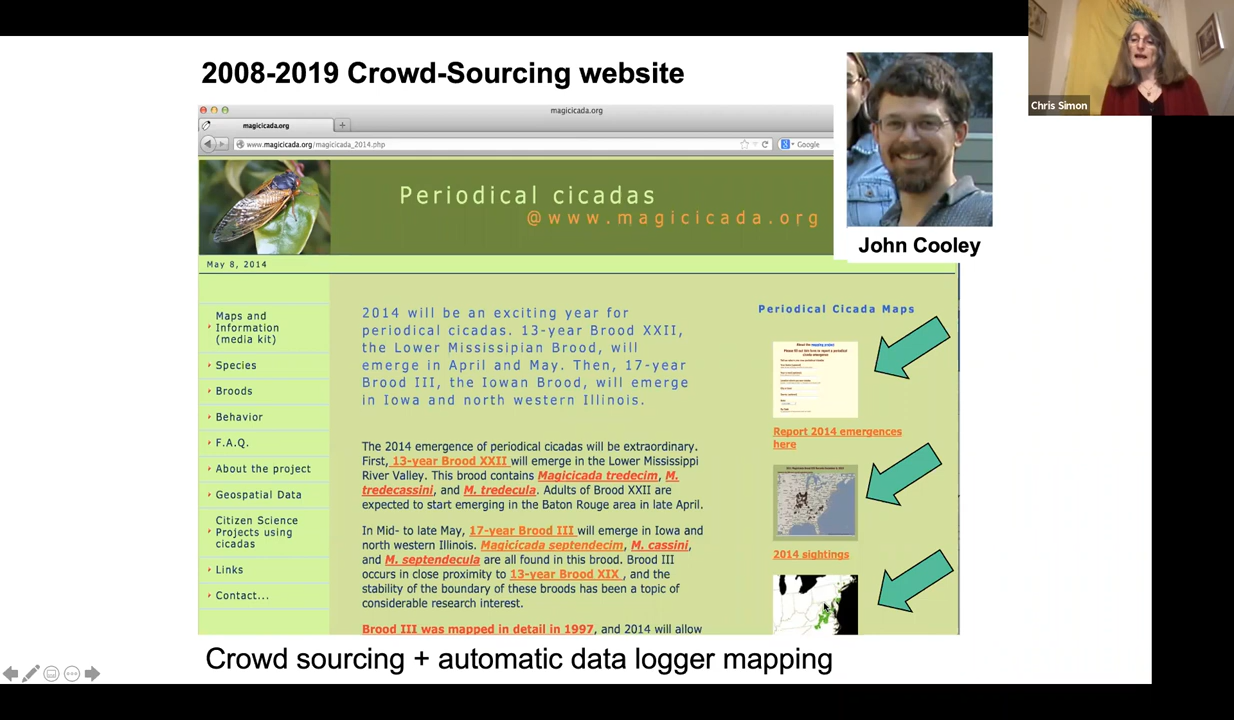 2008-2019 Crowd-Sourcing website
Chris Simon
magicicada.org
magicicada.org
www.magicicada.org/magicicada_2014.php
Google
Periodical cicadas
@www.magicicada.org
John Cooley
May 8, 2014
Maps and
Information
(media kit)
Species
Broods
Behavior
F.A.Q.
About the project
Geospatial Data
Citizen Science
Projects using
cicadas
Links
Contact...
2014 will be an exciting year for
periodical cicadas. 13-year Brood XXII,
the Lower Mississipian Brood, will
emerge in April and May. Then, 17-year
Brood III, the Iowan Brood, will emerge
in Iowa and north western Illinois.
The 2014 emergence of periodical cicadas will be extraordinary.
First, 13-year Brood XXII will emerge in the Lower Mississippi
River Valley. This brood contains Magicicada tredecim, M.
tredecassini, and M. tredecula. Adults of Brood XXII are
expected to start emerging in the Baton Rouge area in late April.
In Mid- to late May, 17-year Brood III will emerge in Iowa and
north western Illinois. Magicicada septendecim, M. cassini,
and M. septendecula are all found in this brood. Brood III
occurs in close proximity to 13-year Brood XIX , and the
stability of the boundary of these broods has been a topic of
considerable research interest.
Brood III was mapped in detail in 1997, and 2014 will allow
Periodical Cicada Maps
Report 2014 emergences
here
2014 sightings
Crowd sourcing + automatic data logger mapping